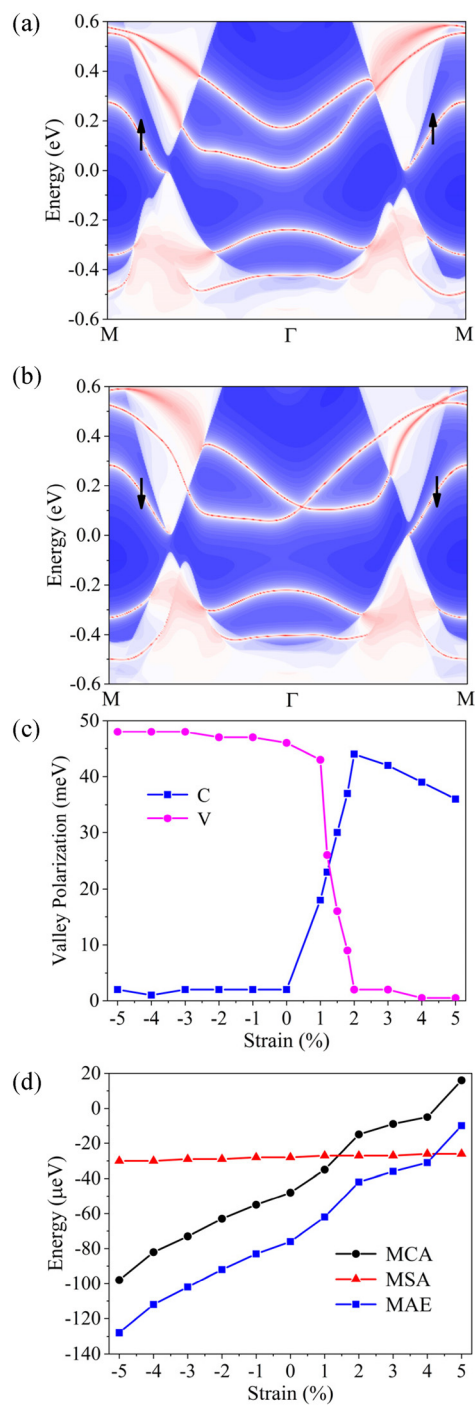 (a)
Energy (eV)
0.6
0.4
0.2
0.0
-0.2
-0.4
-0.6
M
Γ
M
(b)
Energy (eV)
0.6
0.4
0.2
0.0
-0.2
-0.4
-0.6
M
Γ
M
(c)
Valley Polarization (meV)
50
40
30
20
10
0
C
V
-5 -4 -3 -2 -1 0 1 2 3 4 5
Strain (%)
(d)
Energy (μeV)
20
0
-20
-40
-60
-80
-100
-120
-140
MCA
MSA
MAE
-5 -4 -3 -2 -1 0 1 2 3 4 5
Strain (%)